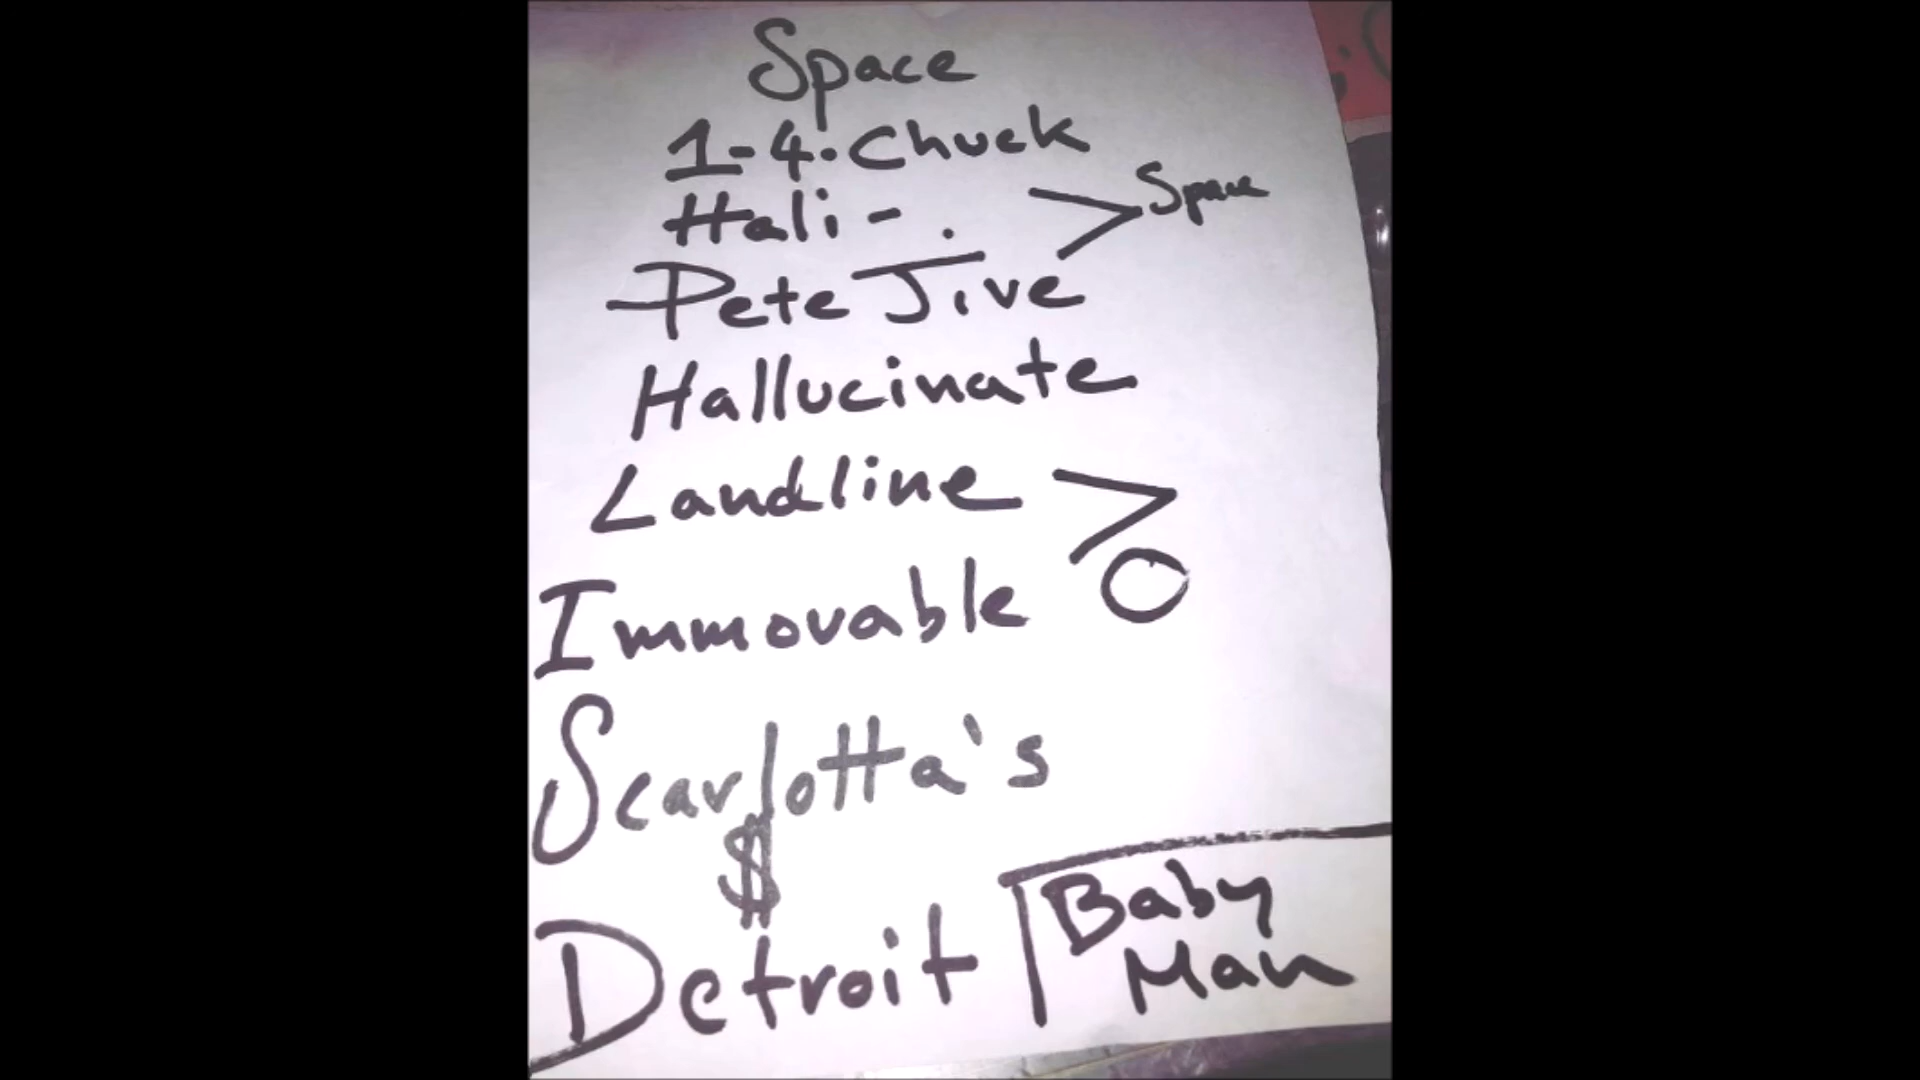 Space
1-4. Chuck
Hali - .
> Space
Pete Jive
Hallucinate
Landline >
O
Immovable
Scarlotta's
$
Detroit
Baby
Man